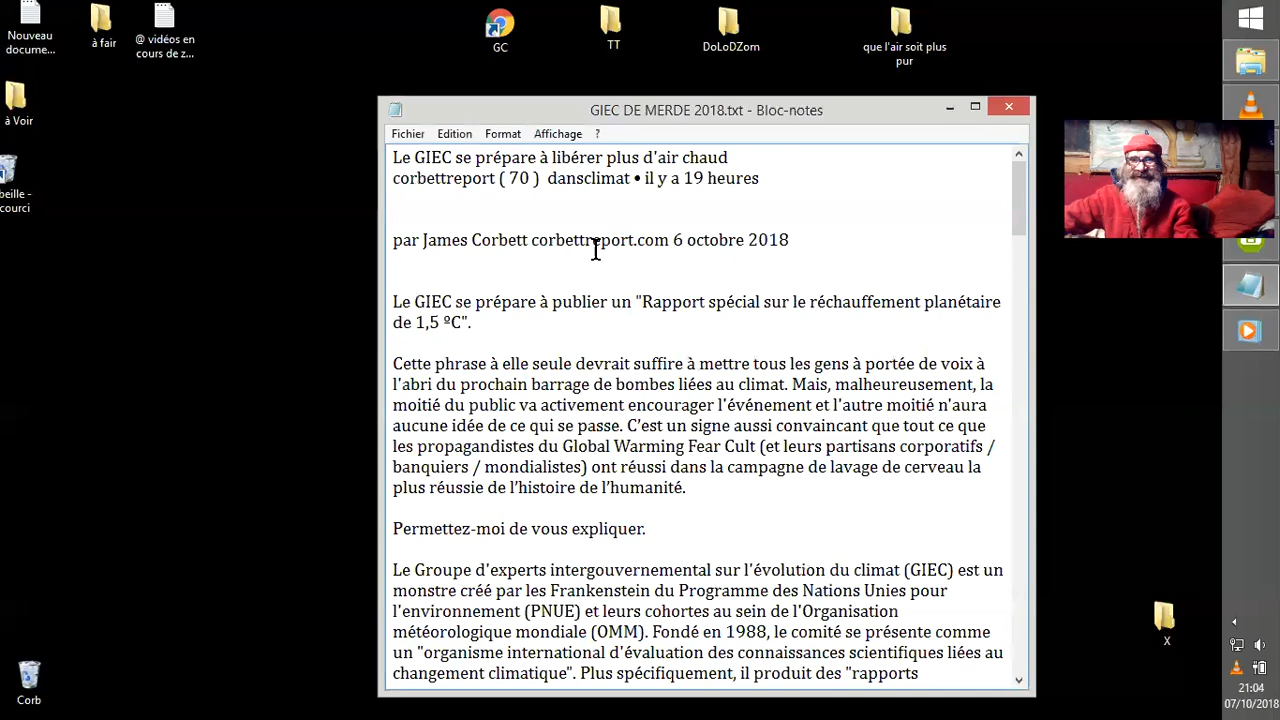 Nouveau
docume...
à fair
@ vidéos en
cours de z...
GC
TT
DoLoDZom
que l'air soit plus
pur
à Voir
beille -
courci
GIEC DE MERDE 2018.txt - Bloc-notes
Fichier Edition Format Affichage ?
Le GIEC se prépare à libérer plus d'air chaud
corbettreport ( 70 ) dansclimat • il y a 19 heures
par James Corbett corbettreport.com 6 octobre 2018
Le GIEC se prépare à publier un "Rapport spécial sur le réchauffement planétaire
de 1,5 ºC".
Cette phrase à elle seule devrait suffire à mettre tous les gens à portée de voix à
l'abri du prochain barrage de bombes liées au climat. Mais, malheureusement, la
moitié du public va activement encourager l'événement et l'autre moitié n'aura
aucune idée de ce qui se passe. C’est un signe aussi convaincant que tout ce que
les propagandistes du Global Warming Fear Cult (et leurs partisans corporatifs /
banquiers / mondialistes) ont réussi dans la campagne de lavage de cerveau la
plus réussie de l’histoire de l’humanité.
Permettez-moi de vous expliquer.
Le Groupe d'experts intergouvernemental sur l'évolution du climat (GIEC) est un
monstre créé par les Frankenstein du Programme des Nations Unies pour
l'environnement (PNUE) et leurs cohortes au sein de l'Organisation
météorologique mondiale (OMM). Fondé en 1988, le comité se présente comme
un "organisme international d'évaluation des connaissances scientifiques liées au
changement climatique". Plus spécifiquement, il produit des "rapports
X
Corb
21:04
07/10/2018